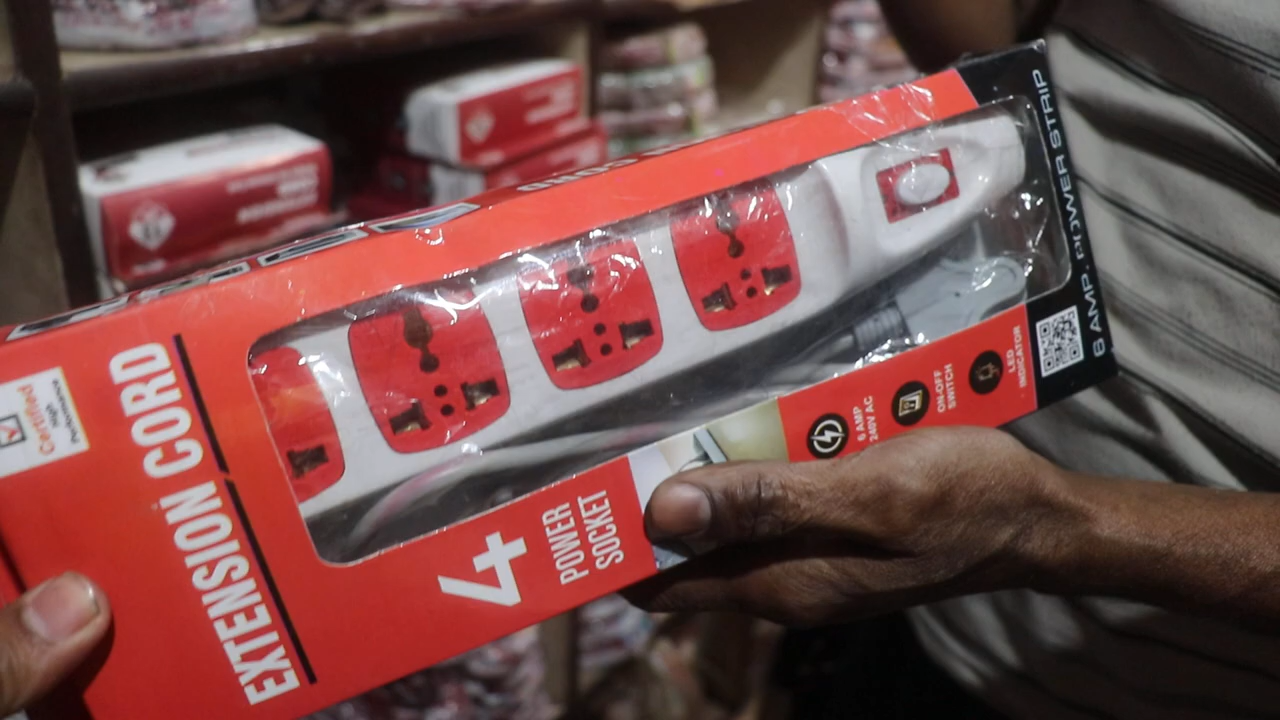 Certified
High
Performance
EXTENSION CORD
4
POWER
SOCKET
6 AMP
240V AC
ON-OFF
SWITCH
LED
INDICATOR
6 AMP. POWER STRIP